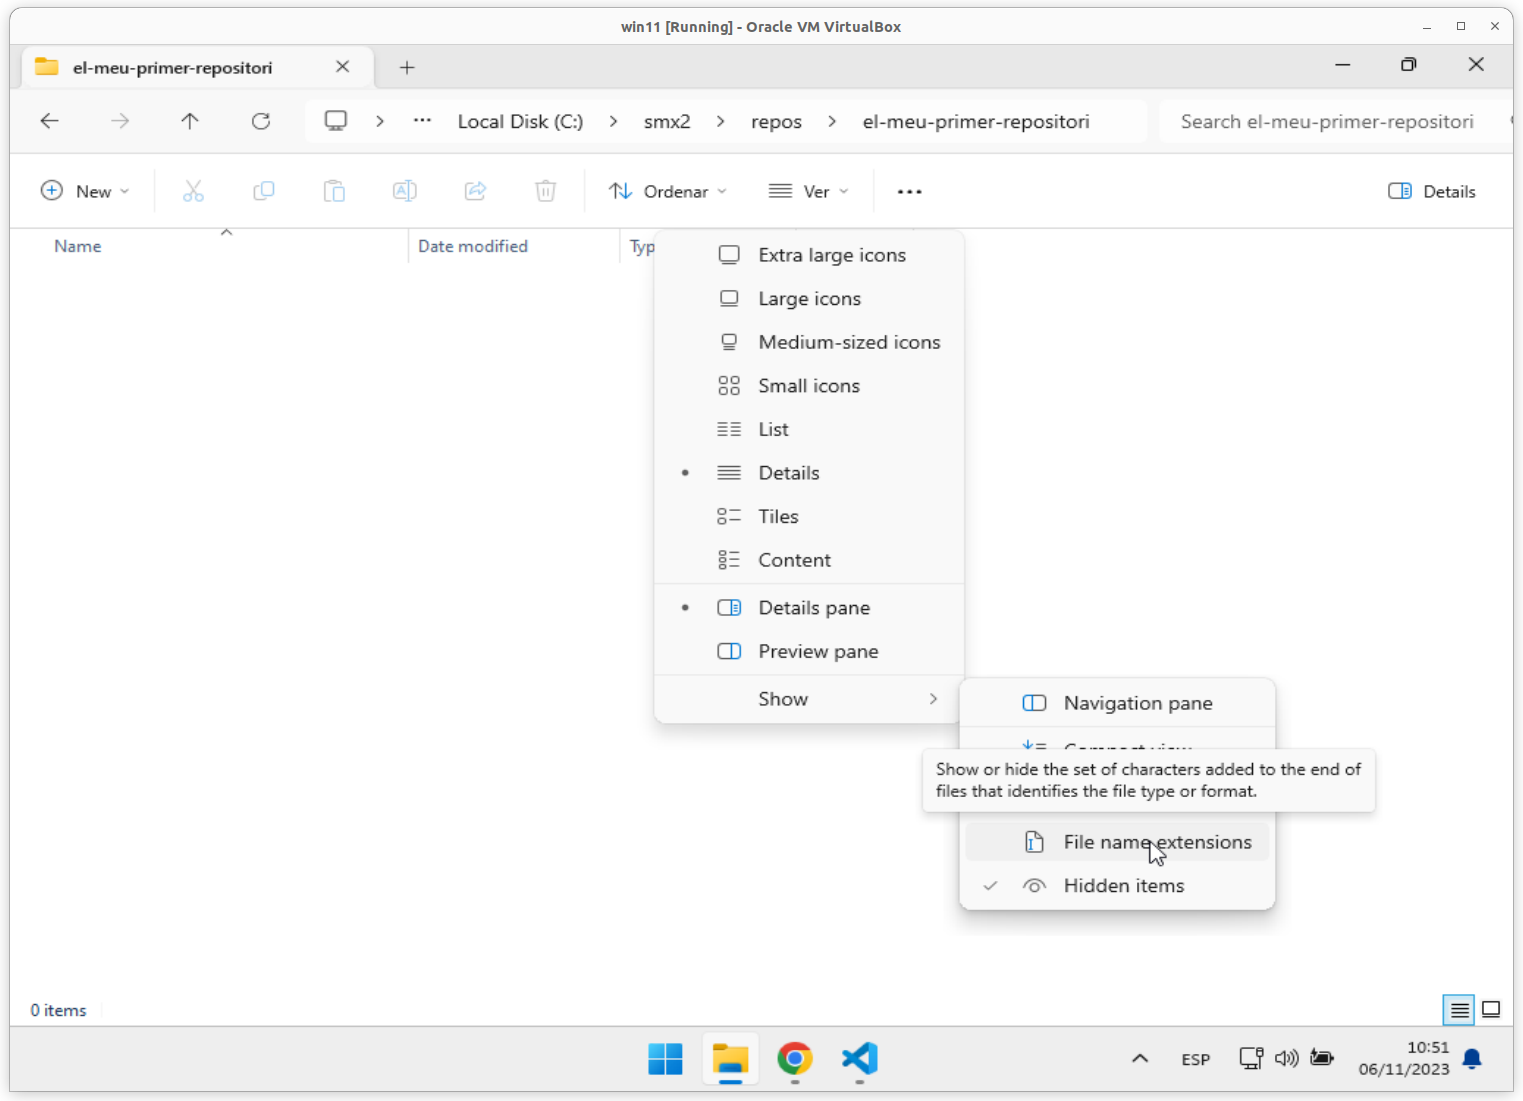 win11 [Running] - Oracle VM VirtualBox
el-meu-primer-repositori
Local Disk (C:) smx2 repos el-meu-primer-repositori
Search el-meu-primer-repositori
New Ordenar Ver Details
Name Date modified
Extra large icons
Large icons
Medium-sized icons
Small icons
List
Details
Tiles
Content
Details pane
Preview pane
Show
Navigation pane
Compact view
Show or hide the set of characters added to the end of
files that identifies the file type or format.
File name extensions
Hidden items
0 items
ESP
10:51
06/11/2023